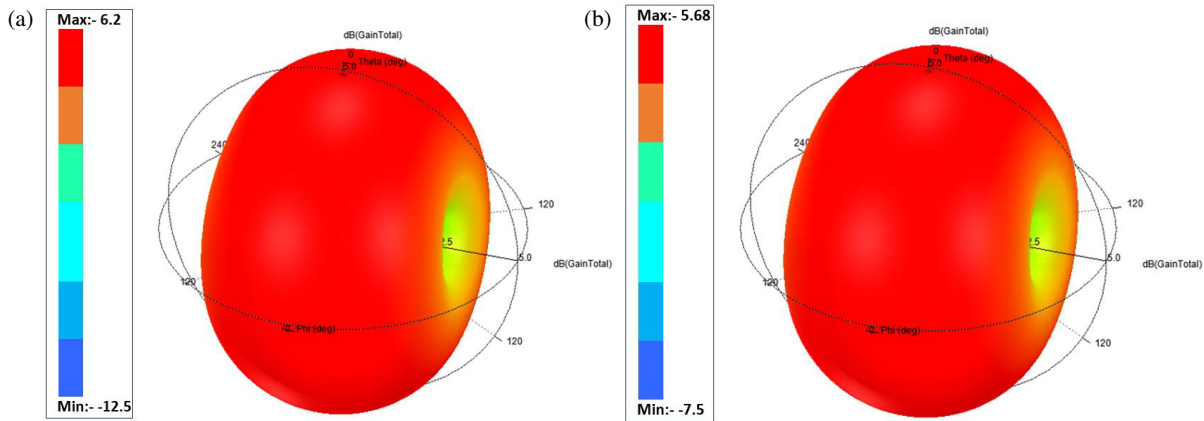 (a)
Max:- 6.2
dB(GainTotal)
0
Theta (deg)
240
120
2.5
5.0
dB(GainTotal)
120
Phi (deg)
120
Min:- -12.5
(b)
Max:- 5.68
dB(GainTotal)
0
Theta (deg)
240
120
2.5
5.0
dB(GainTotal)
120
Phi (deg)
120
Min:- -7.5